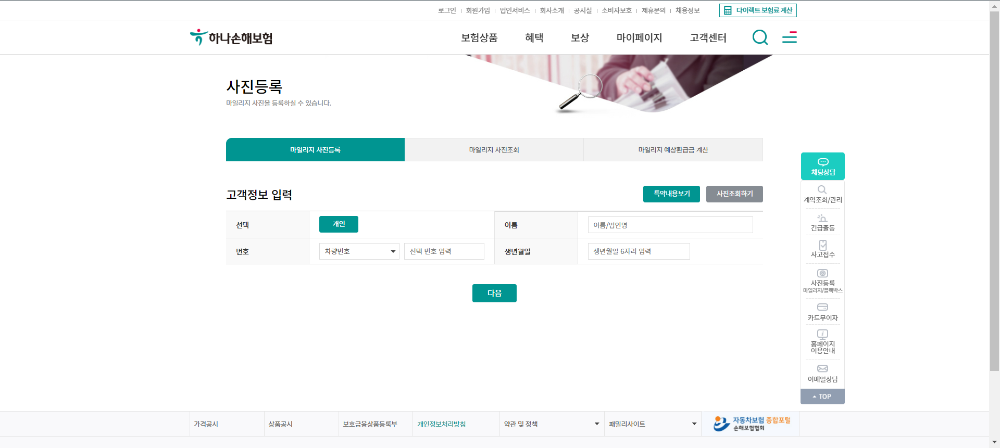 로그인 회원가입 법인서비스 회사소개 공시실 소비자보호 제휴문의 채용정보 다이렉트 보험료 계산
하나손해보험 보험상품 혜택 보상 마이페이지 고객센터
사진등록
마일리지 사진을 등록하실 수 있습니다.
마일리지 사진등록 마일리지 사진조회 마일리지 예상환급금 계산
고객정보 입력 특약내용보기 사진조회하기
선택 개인 이름 이름/법인명
번호 차량번호 선택 번호 입력 생년월일 생년월일 6자리 입력
다음
채팅상담
계약조회/관리
긴급출동
사고접수
사진등록
마일리지/블랙박스
카드무이자
홈페이지
이용안내
이메일상담
TOP
가격공시 상품공시 보호금융상품등록부 개인정보처리방침 약관 및 정책 패밀리사이트 자동차보험 종합포털
손해보험협회